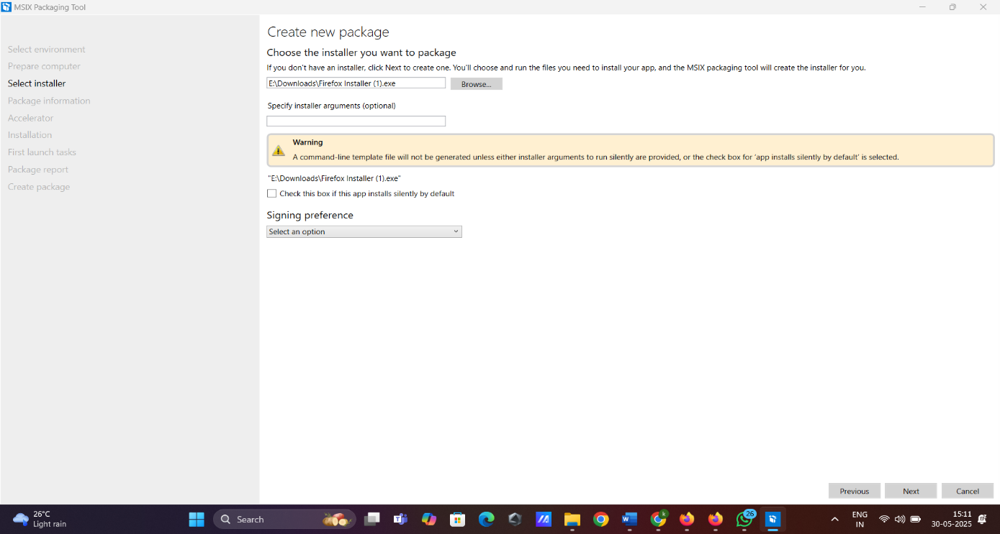 MSIX Packaging Tool
Select environment
Prepare computer
Select installer
Package information
Accelerator
Installation
First launch tasks
Package report
Create package
Create new package
Choose the installer you want to package
If you don't have an installer, click Next to create one. You'll choose and run the files you need to install your app, and the MSIX packaging tool will create the installer for you.
E:\Downloads\Firefox Installer (1).exe
Browse...
Specify installer arguments (optional)
Warning
A command-line template file will not be generated unless either installer arguments to run silently are provided, or the check box for 'app installs silently by default' is selected.
"E:\Downloads\Firefox Installer (1).exe"
Check this box if this app installs silently by default
Signing preference
Select an option
Previous
Next
Cancel
26°C
Light rain
Search
26
ENG
IN
15:11
30-05-2025